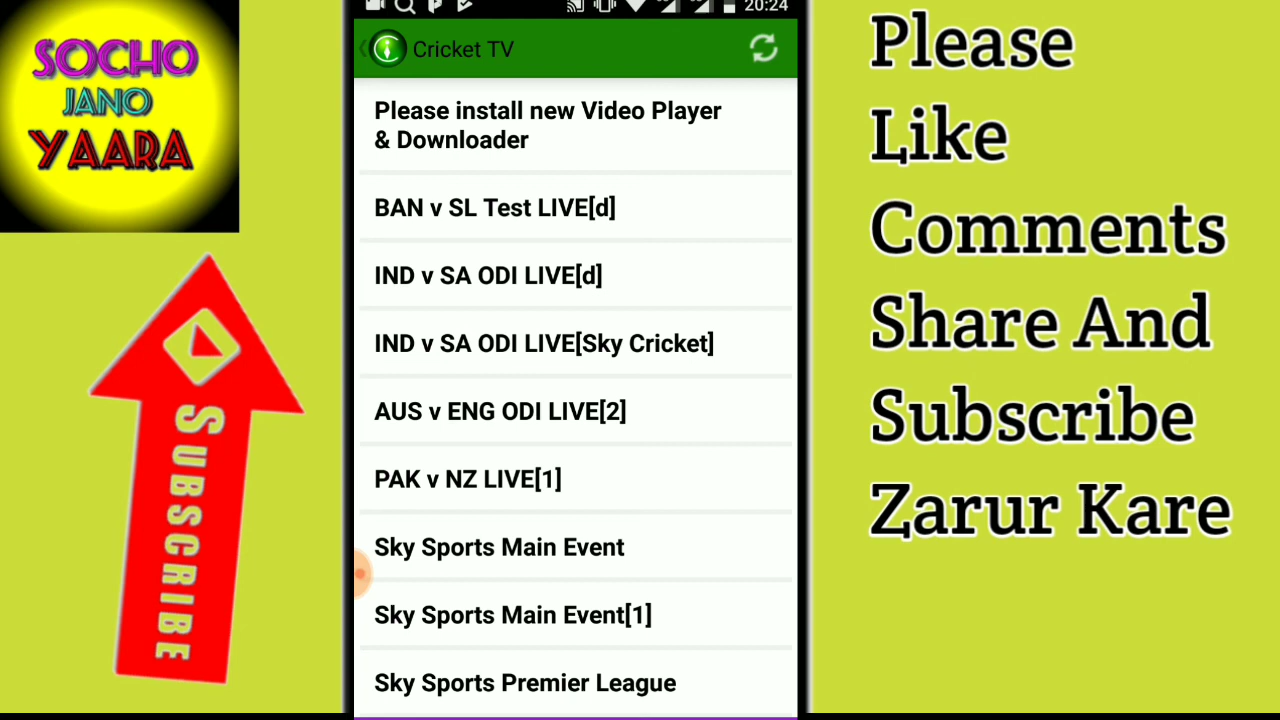 SOCHO
JANO
YAARA
SUBSCRIBE
20:24
Cricket TV
Please install new Video Player
& Downloader
BAN v SL Test LIVE[d]
IND v SA ODI LIVE[d]
IND v SA ODI LIVE[Sky Cricket]
AUS v ENG ODI LIVE[2]
PAK v NZ LIVE[1]
Sky Sports Main Event
Sky Sports Main Event[1]
Sky Sports Premier League
Please
Like
Comments
Share And
Subscribe
Zarur Kare